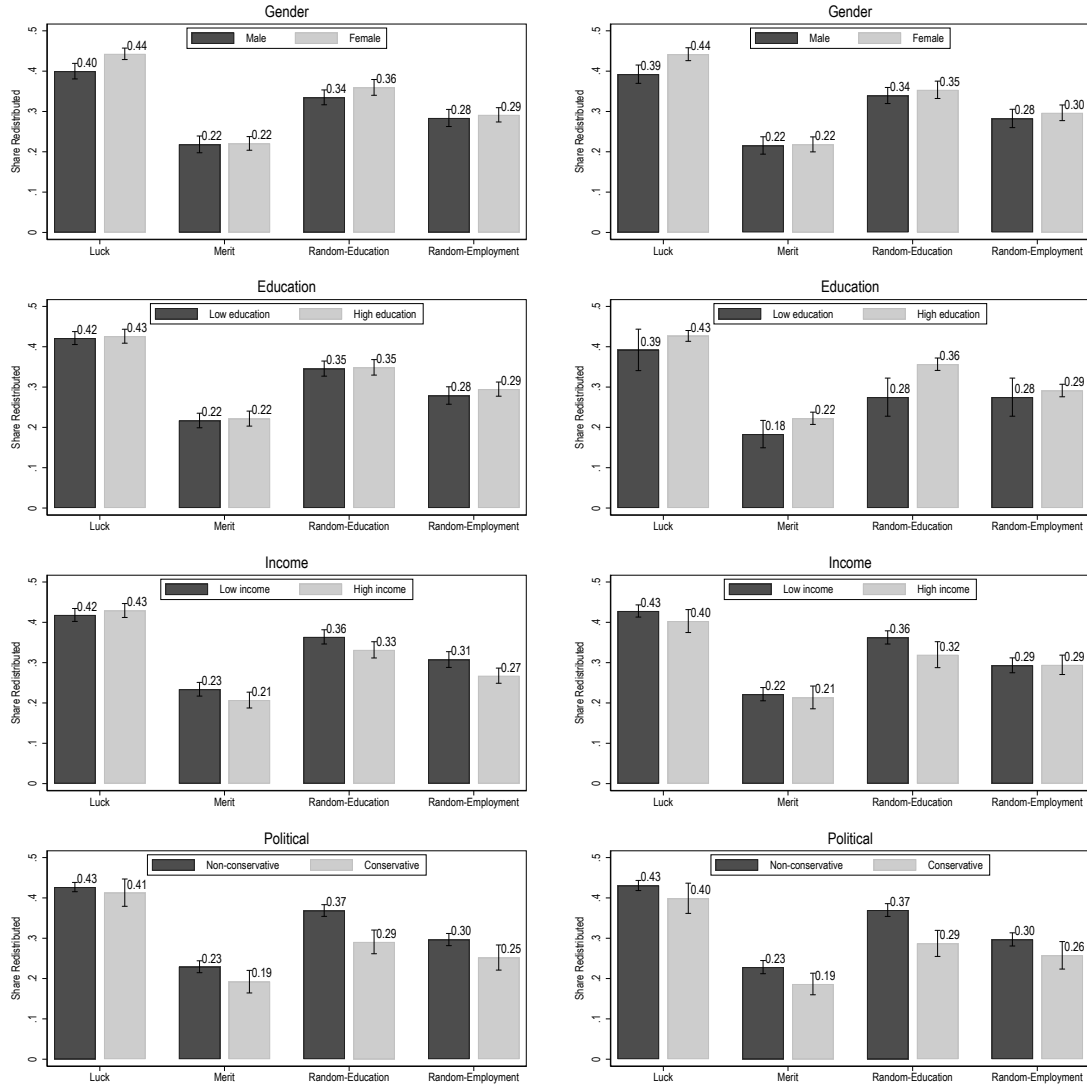 Gender
Male Female
Share Redistributed
.5
.4
.3
.2
.1
0
0.40 0.44 0.22 0.22 0.34 0.36 0.28 0.29
Luck Merit Random-Education Random-Employment
Gender
Male Female
Share Redistributed
.5
.4
.3
.2
.1
0
0.39 0.44 0.22 0.22 0.34 0.35 0.28 0.30
Luck Merit Random-Education Random-Employment
Education
Low education High education
Share Redistributed
.5
.4
.3
.2
.1
0
0.42 0.43 0.22 0.22 0.35 0.35 0.28 0.29
Luck Merit Random-Education Random-Employment
Education
Low education High education
Share Redistributed
.5
.4
.3
.2
.1
0
0.39 0.43 0.18 0.22 0.28 0.36 0.28 0.29
Luck Merit Random-Education Random-Employment
Income
Low income High income
Share Redistributed
.5
.4
.3
.2
.1
0
0.42 0.43 0.23 0.21 0.36 0.33 0.31 0.27
Luck Merit Random-Education Random-Employment
Income
Low income High income
Share Redistributed
.5
.4
.3
.2
.1
0
0.43 0.40 0.22 0.21 0.36 0.32 0.29 0.29
Luck Merit Random-Education Random-Employment
Political
Non-conservative Conservative
Share Redistributed
.5
.4
.3
.2
.1
0
0.43 0.41 0.23 0.19 0.37 0.29 0.30 0.25
Luck Merit Random-Education Random-Employment
Political
Non-conservative Conservative
Share Redistributed
.5
.4
.3
.2
.1
0
0.43 0.40 0.23 0.19 0.37 0.29 0.30 0.26
Luck Merit Random-Education Random-Employment